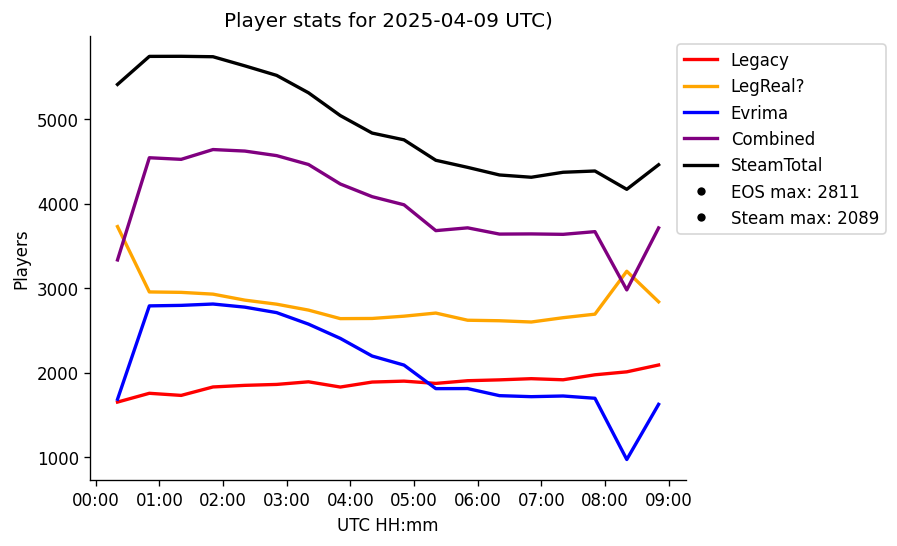 Player stats for 2025-04-09 UTC)
Legacy
LegReal?
Evrima
Combined
SteamTotal
EOS max: 2811
Steam max: 2089
Players
5000
4000
3000
2000
1000
00:00 01:00 02:00 03:00 04:00 05:00 06:00 07:00 08:00 09:00
UTC HH:mm